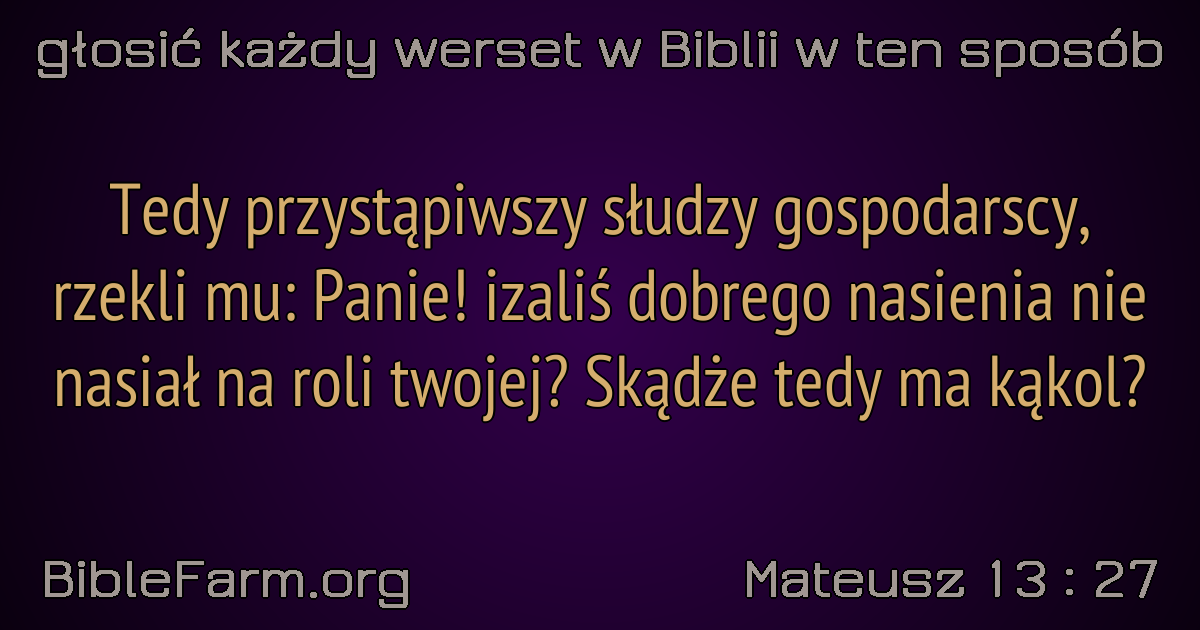 głosić każdy werset w Biblii w ten sposób
Tedy przystąpiwszy słudzy gospodarscy,
rzekli mu: Panie! izaliś dobrego nasienia nie
nasiał na roli twojej? Skądże tedy ma kąkol?
BibleFarm.org
Mateusz 13 : 27